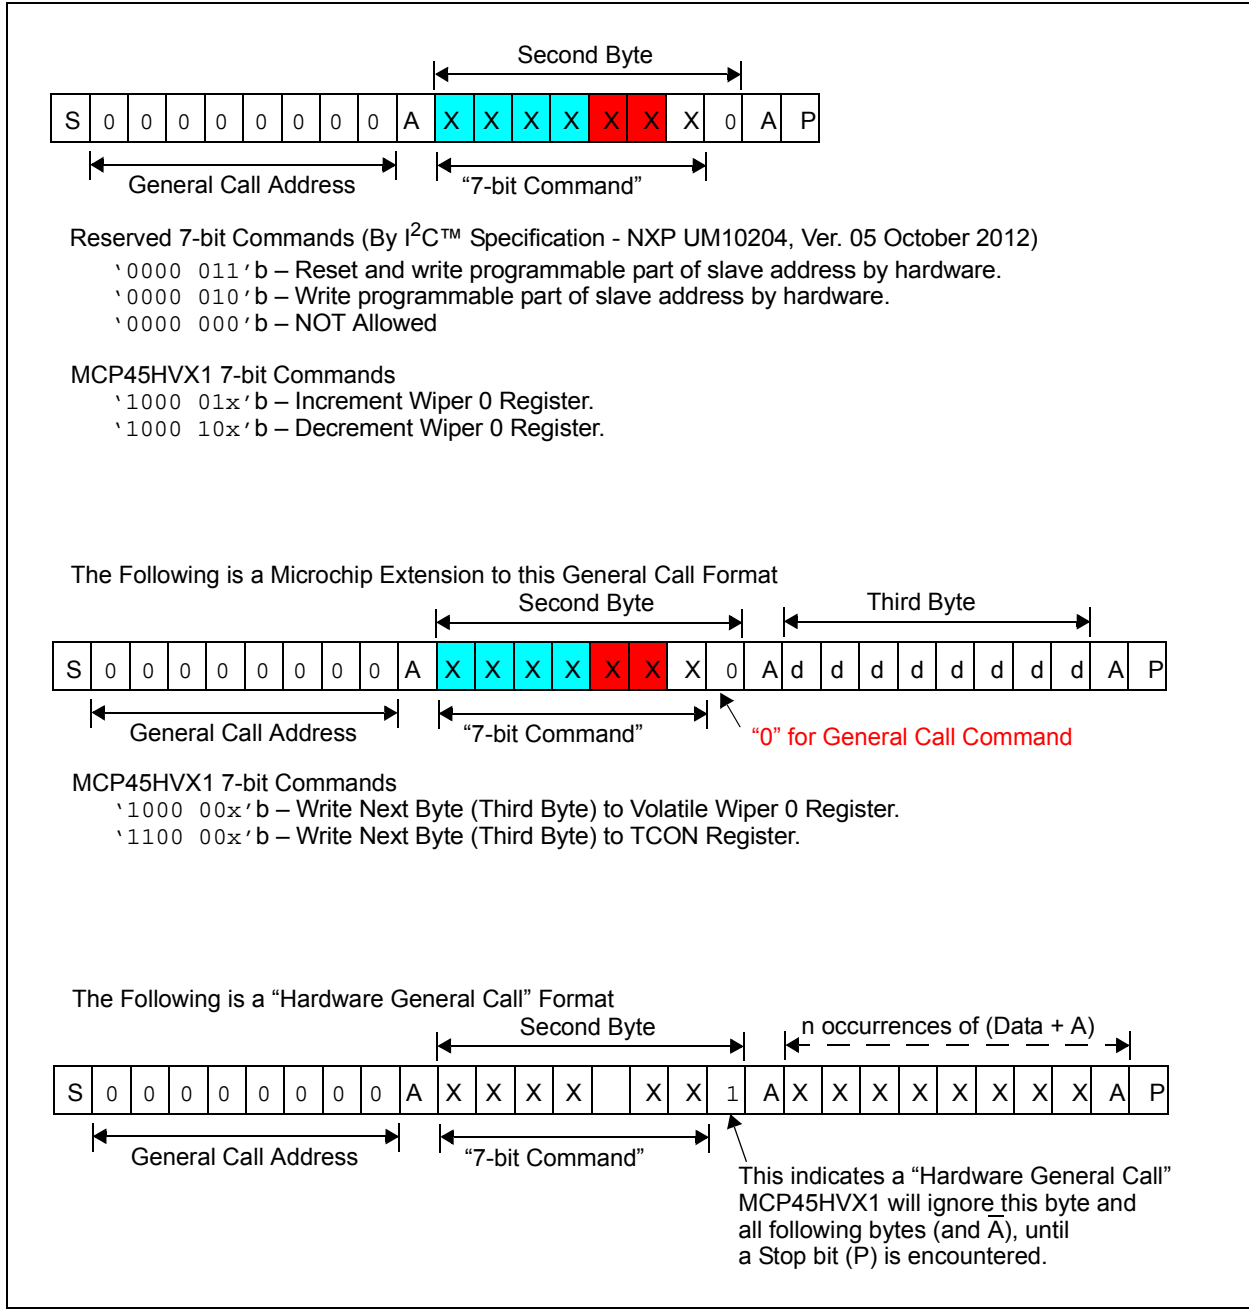 Second Byte
S 0 0 0 0 0 0 0 0 A X X X X X X X 0 A P
General Call Address “7-bit Command”
Reserved 7-bit Commands (By I2C™ Specification - NXP UM10204, Ver. 05 October 2012)
‘0000 011’b – Reset and write programmable part of slave address by hardware.
‘0000 010’b – Write programmable part of slave address by hardware.
‘0000 000’b – NOT Allowed
MCP45HVX1 7-bit Commands
‘1000 01x’b – Increment Wiper 0 Register.
‘1000 10x’b – Decrement Wiper 0 Register.
The Following is a Microchip Extension to this General Call Format
Second Byte Third Byte
S 0 0 0 0 0 0 0 0 A X X X X X X X 0 A d d d d d d d d A P
General Call Address “7-bit Command” “0” for General Call Command
MCP45HVX1 7-bit Commands
‘1000 00x’b – Write Next Byte (Third Byte) to Volatile Wiper 0 Register.
‘1100 00x’b – Write Next Byte (Third Byte) to TCON Register.
The Following is a “Hardware General Call” Format
Second Byte n occurrences of (Data + A)
S 0 0 0 0 0 0 0 0 A X X X X X X 1 A X X X X X X X X A P
General Call Address “7-bit Command”
This indicates a “Hardware General Call”
MCP45HVX1 will ignore this byte and
all following bytes (and A̅), until
a Stop bit (P) is encountered.